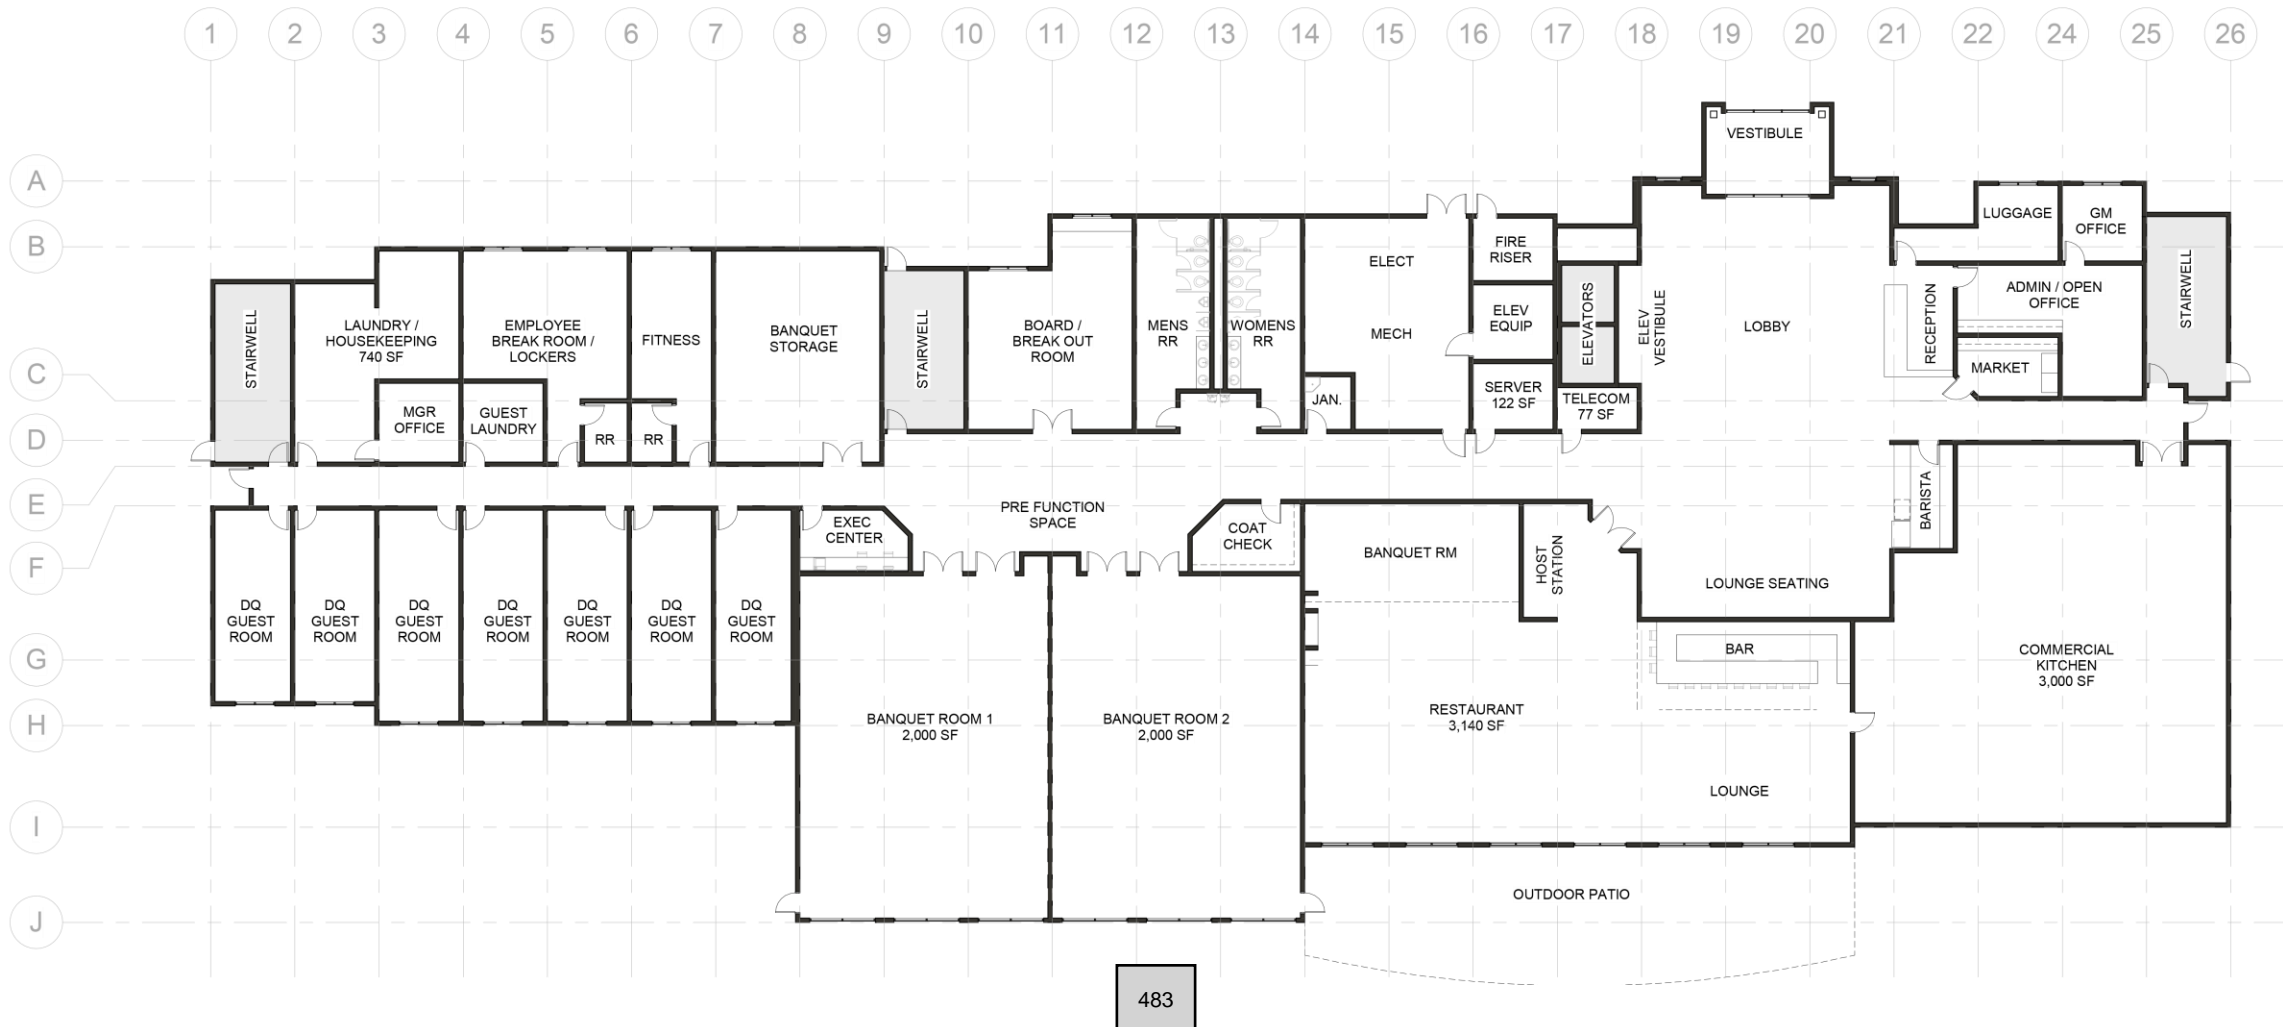 1 2 3 4 5 6 7 8 9 10 11 12 13 14 15 16 17 18 19 20 21 22 24 25 26
A
B
C
D
E
F
G
H
I
J
VESTIBULE
LUGGAGE
GM
OFFICE
STAIRWELL
LAUNDRY /
HOUSEKEEPING
740 SF
EMPLOYEE
BREAK ROOM /
LOCKERS
FITNESS
BANQUET
STORAGE
STAIRWELL
BOARD /
BREAK OUT
ROOM
MENS
RR
WOMENS
RR
ELECT
MECH
FIRE
RISER
ELEV
EQUIP
SERVER
122 SF
ELEVATORS
TELECOM
77 SF
ELEV
VESTIBULE
LOBBY
RECEPTION
ADMIN / OPEN
OFFICE
MARKET
STAIRWELL
MGR
OFFICE
GUEST
LAUNDRY
RR
RR
JAN.
PRE FUNCTION
SPACE
EXEC
CENTER
COAT
CHECK
BANQUET RM
HOST
STATION
LOUNGE SEATING
BARISTA
DQ
GUEST
ROOM
DQ
GUEST
ROOM
DQ
GUEST
ROOM
DQ
GUEST
ROOM
DQ
GUEST
ROOM
DQ
GUEST
ROOM
DQ
GUEST
ROOM
BANQUET ROOM 1
2,000 SF
BANQUET ROOM 2
2,000 SF
RESTAURANT
3,140 SF
BAR
LOUNGE
COMMERCIAL
KITCHEN
3,000 SF
OUTDOOR PATIO
483